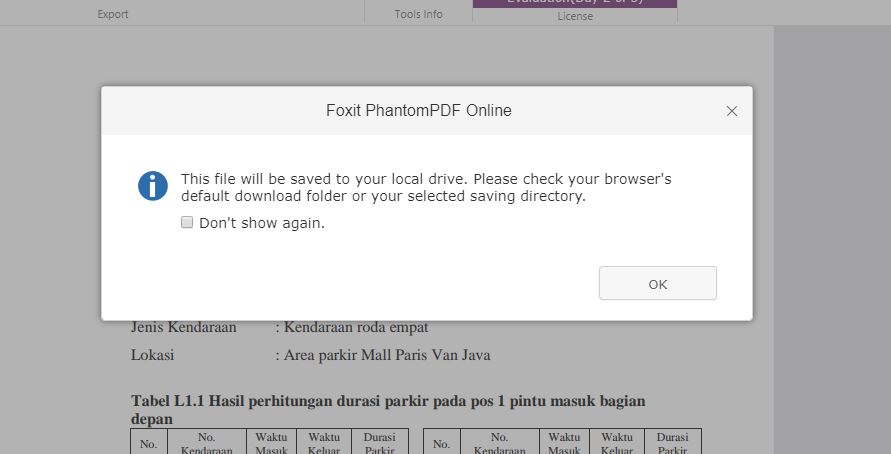 Evaluation(Day 2 of 3)
Export
Tools Info
License
Foxit PhantomPDF Online
This file will be saved to your local drive. Please check your browser's
default download folder or your selected saving directory.
Don't show again.
OK
Jenis Kendaraan : Kendaraan roda empat
Lokasi : Area parkir Mall Paris Van Java
Tabel L1.1 Hasil perhitungan durasi parkir pada pos 1 pintu masuk bagian
depan
No. No. Waktu Waktu Durasi No. No. Waktu Waktu Durasi
Kendaraan Masuk Keluar Parkir Kendaraan Masuk Keluar Parkir